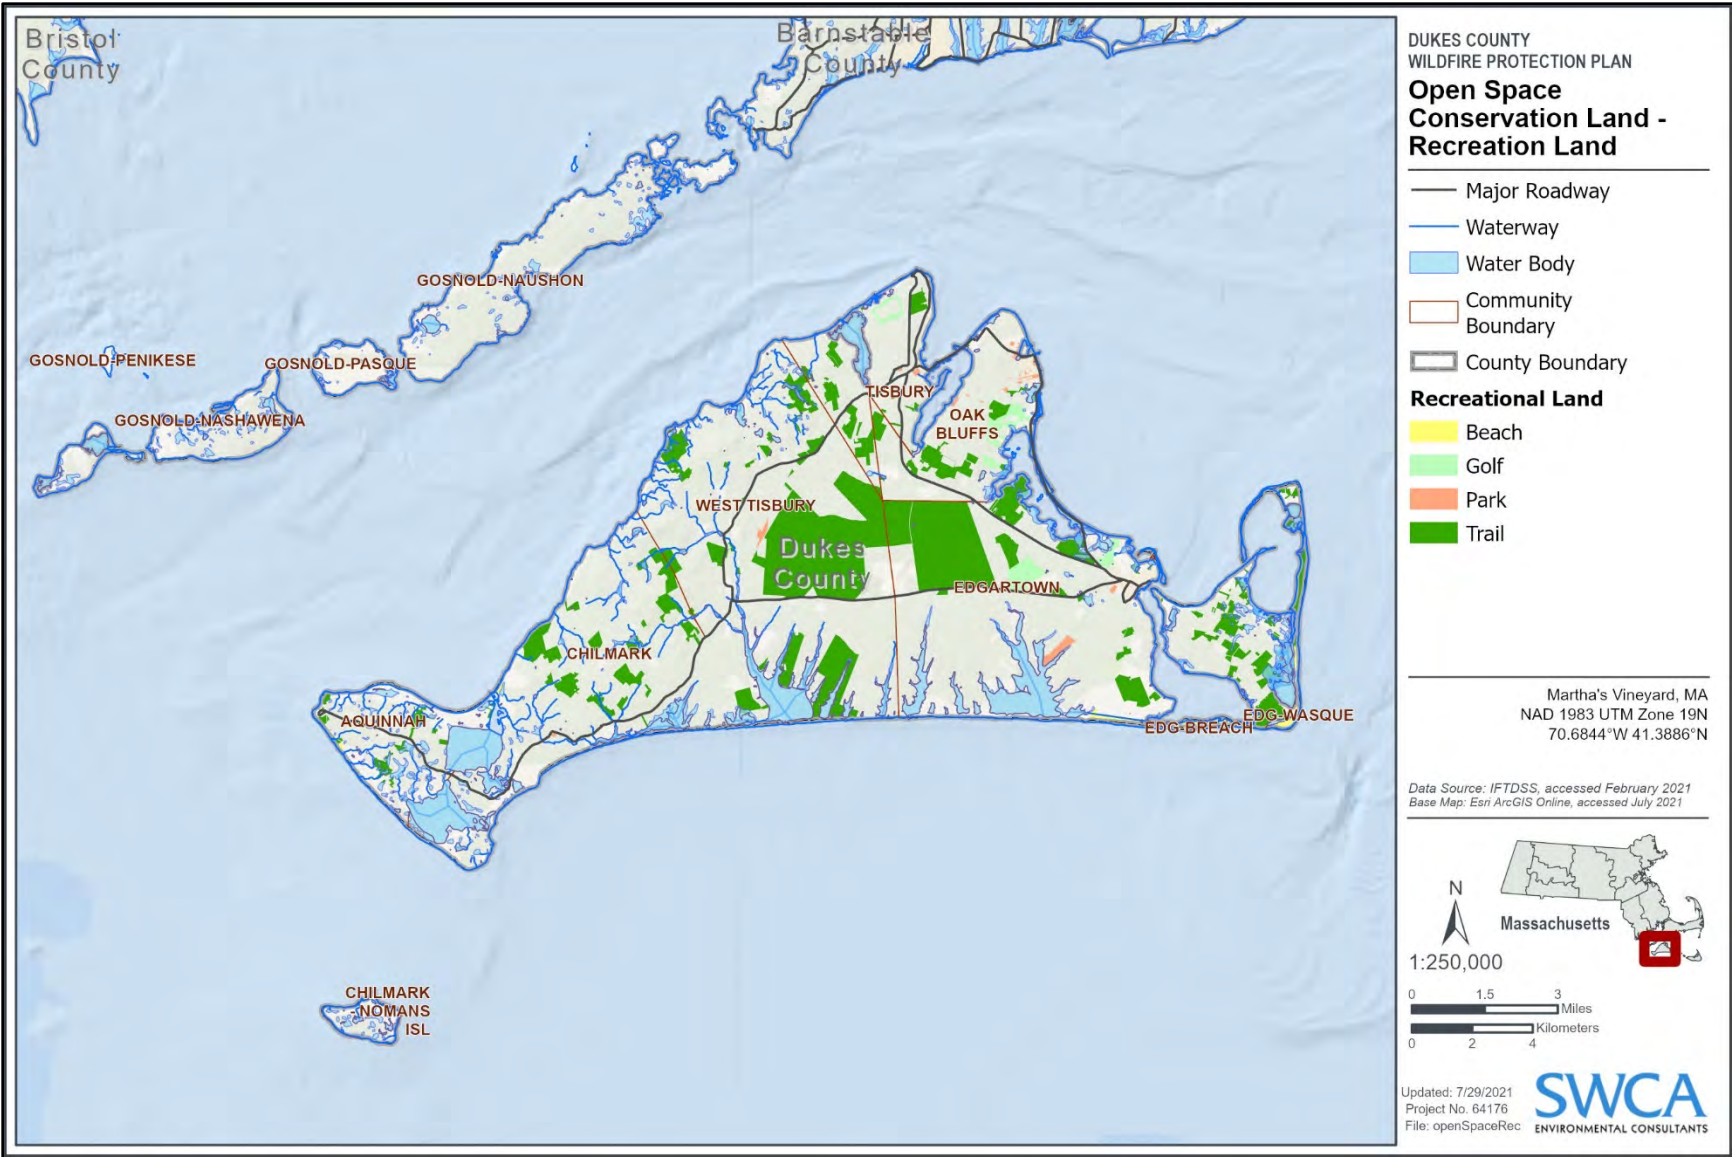 Bristol
County
Barnstable
County
GOSNOLD-NAUSHON
GOSNOLD-PENIKESE
GOSNOLD-PASQUE
GOSNOLD-NASHAWENA
TISBURY
OAK
BLUFFS
WEST TISBURY
Dukes
County
EDGARTOWN
CHILMARK
AQUINNAH
EDG-BREACH
EDG-WASQUE
CHILMARK
- NOMANS
ISL
DUKES COUNTY
WILDFIRE PROTECTION PLAN
Open Space
Conservation Land -
Recreation Land
Major Roadway
Waterway
Water Body
Community
Boundary
County Boundary
Recreational Land
Beach
Golf
Park
Trail
Martha's Vineyard, MA
NAD 1983 UTM Zone 19N
70.6844°W 41.3886°N
Data Source: IFTDSS, accessed February 2021
Base Map: Esri ArcGIS Online, accessed July 2021
N
Massachusetts
1:250,000
0 1.5 3
Miles
Kilometers
0 2 4
Updated: 7/29/2021
Project No. 64176
File: openSpaceRec
SWCA
ENVIRONMENTAL CONSULTANTS